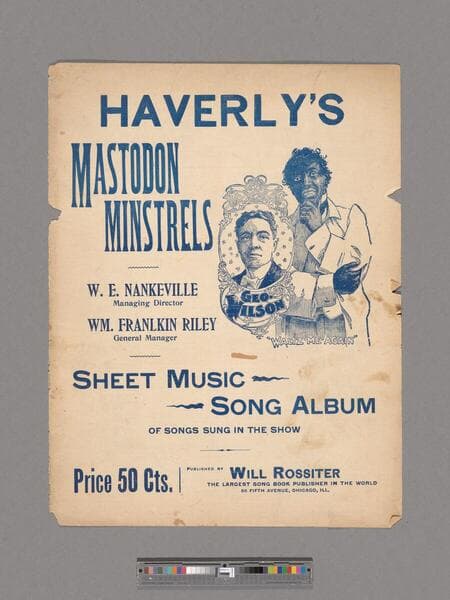 HAVERLY'S
MASTODON
MINSTRELS
W. E. NANKEVILLE
Managing Director
WM. FRANLKIN RILEY
General Manager
GEO.
WILSON
"WALTZ ME AGAIN"
SHEET MUSIC
SONG ALBUM
OF SONGS SUNG IN THE SHOW
Price 50 Cts.
PUBLISHED BY WILL ROSSITER
THE LARGEST SONG BOOK PUBLISHER IN THE WORLD
56 FIFTH AVENUE, CHICAGO, ILL.